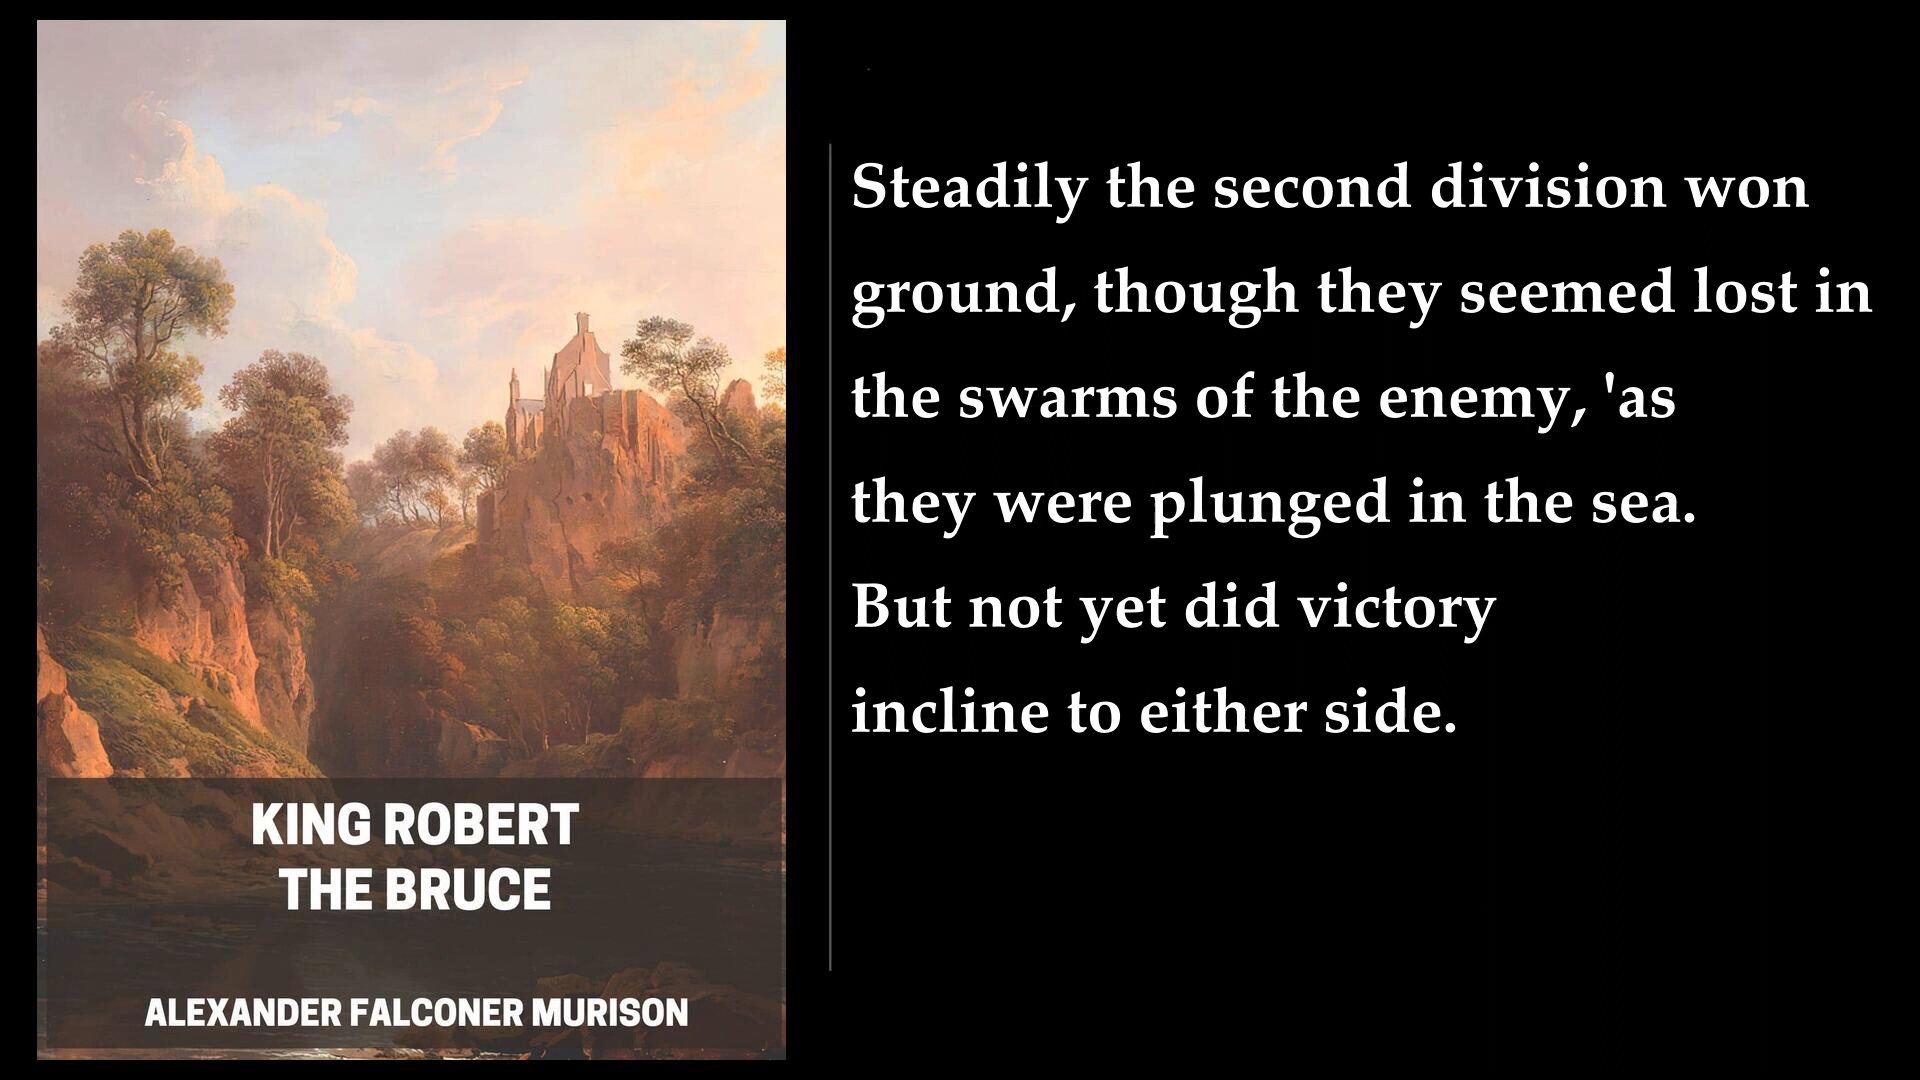 KING ROBERT
THE BRUCE
ALEXANDER FALCONER MURISON
Steadily the second division won
ground, though they seemed lost in
the swarms of the enemy, 'as
they were plunged in the sea.
But not yet did victory
incline to either side.